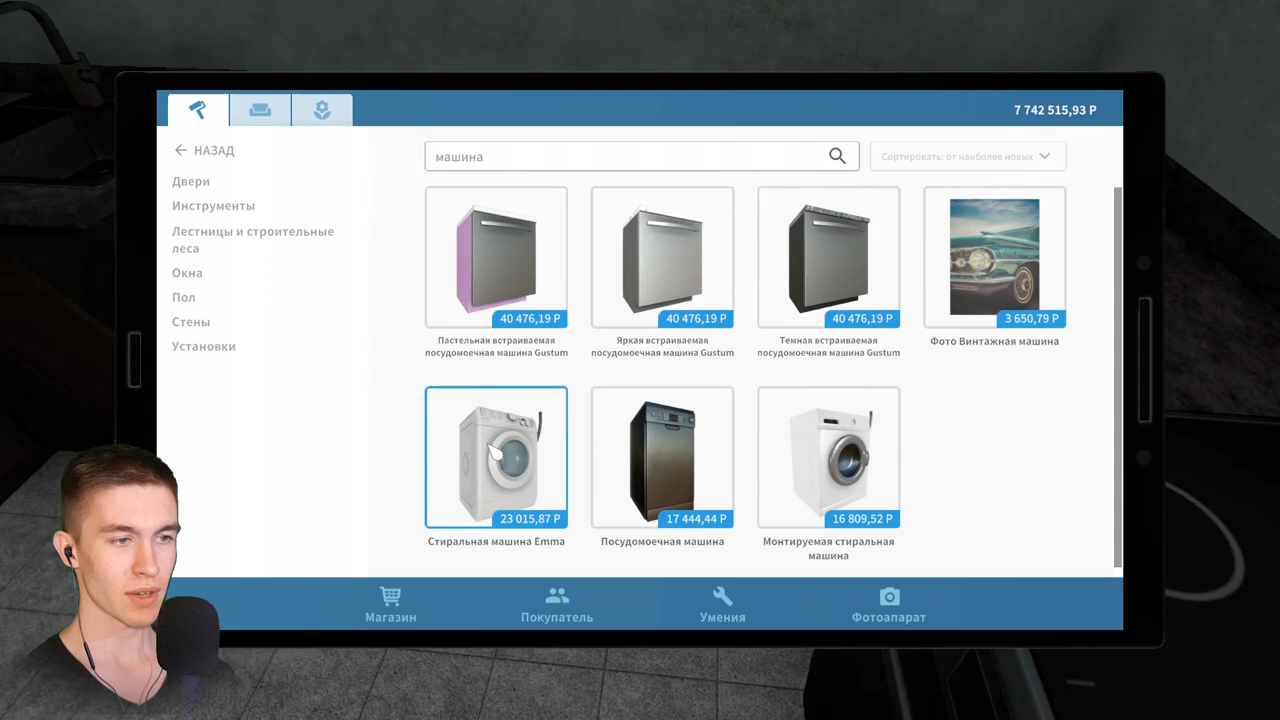 7 742 515,93 Р
НАЗАД
Двери
Инструменты
Лестницы и строительные
леса
Окна
Пол
Стены
Установки
машина
Сортировать: от наиболее новых
40 476,19 Р
40 476,19 Р
40 476,19 Р
3 650,79 Р
Пастельная встраиваемая
посудомоечная машина Gustum
Яркая встраиваемая
посудомоечная машина Gustum
Темная встраиваемая
посудомоечная машина Gustum
Фото Винтажная машина
23 015,87 Р
17 444,44 Р
16 809,52 Р
Стиральная машина Emma
Посудомоечная машина
Монтируемая стиральная
машина
Магазин
Покупатель
Умения
Фотоапарат